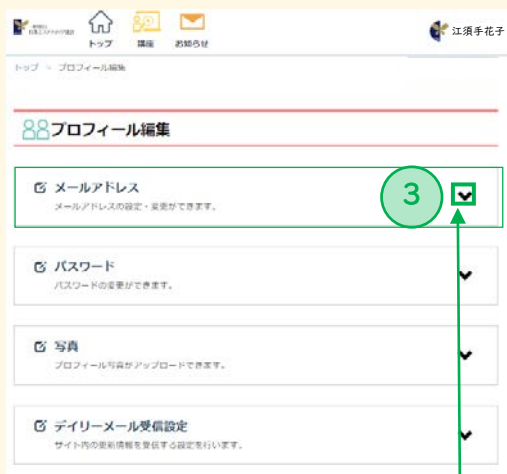 トップ
講座
お知らせ
江須手花子
トップ > プロフィール編集
プロフィール編集
メールアドレス
メールアドレスの設定・変更ができます。
3
パスワード
パスワードの変更ができます。
写真
プロフィール写真がアップロードできます。
デイリーメール受信設定
サイト内の更新情報を受信する設定を行います。